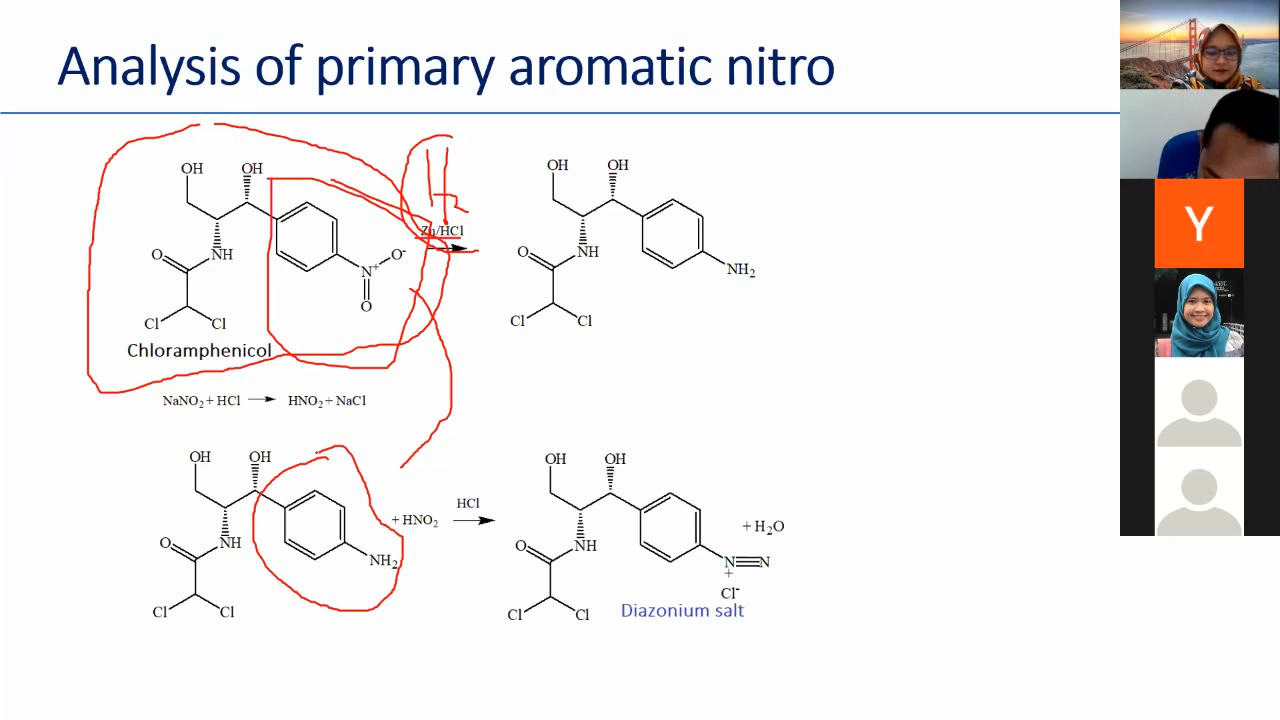 Analysis of primary aromatic nitro
OH OH
OH OH
H2
Zn/HCl
O NH N⁺ O⁻
O NH NH₂
O
Cl Cl
Cl Cl
Chloramphenicol
NaNO₂ + HCl → HNO₂ + NaCl
OH OH
OH OH
HCl
+ HNO₂
+ H₂O
O NH NH₂
O NH N≡N
+
Cl⁻
Cl Cl
Cl Cl
Diazonium salt
Y